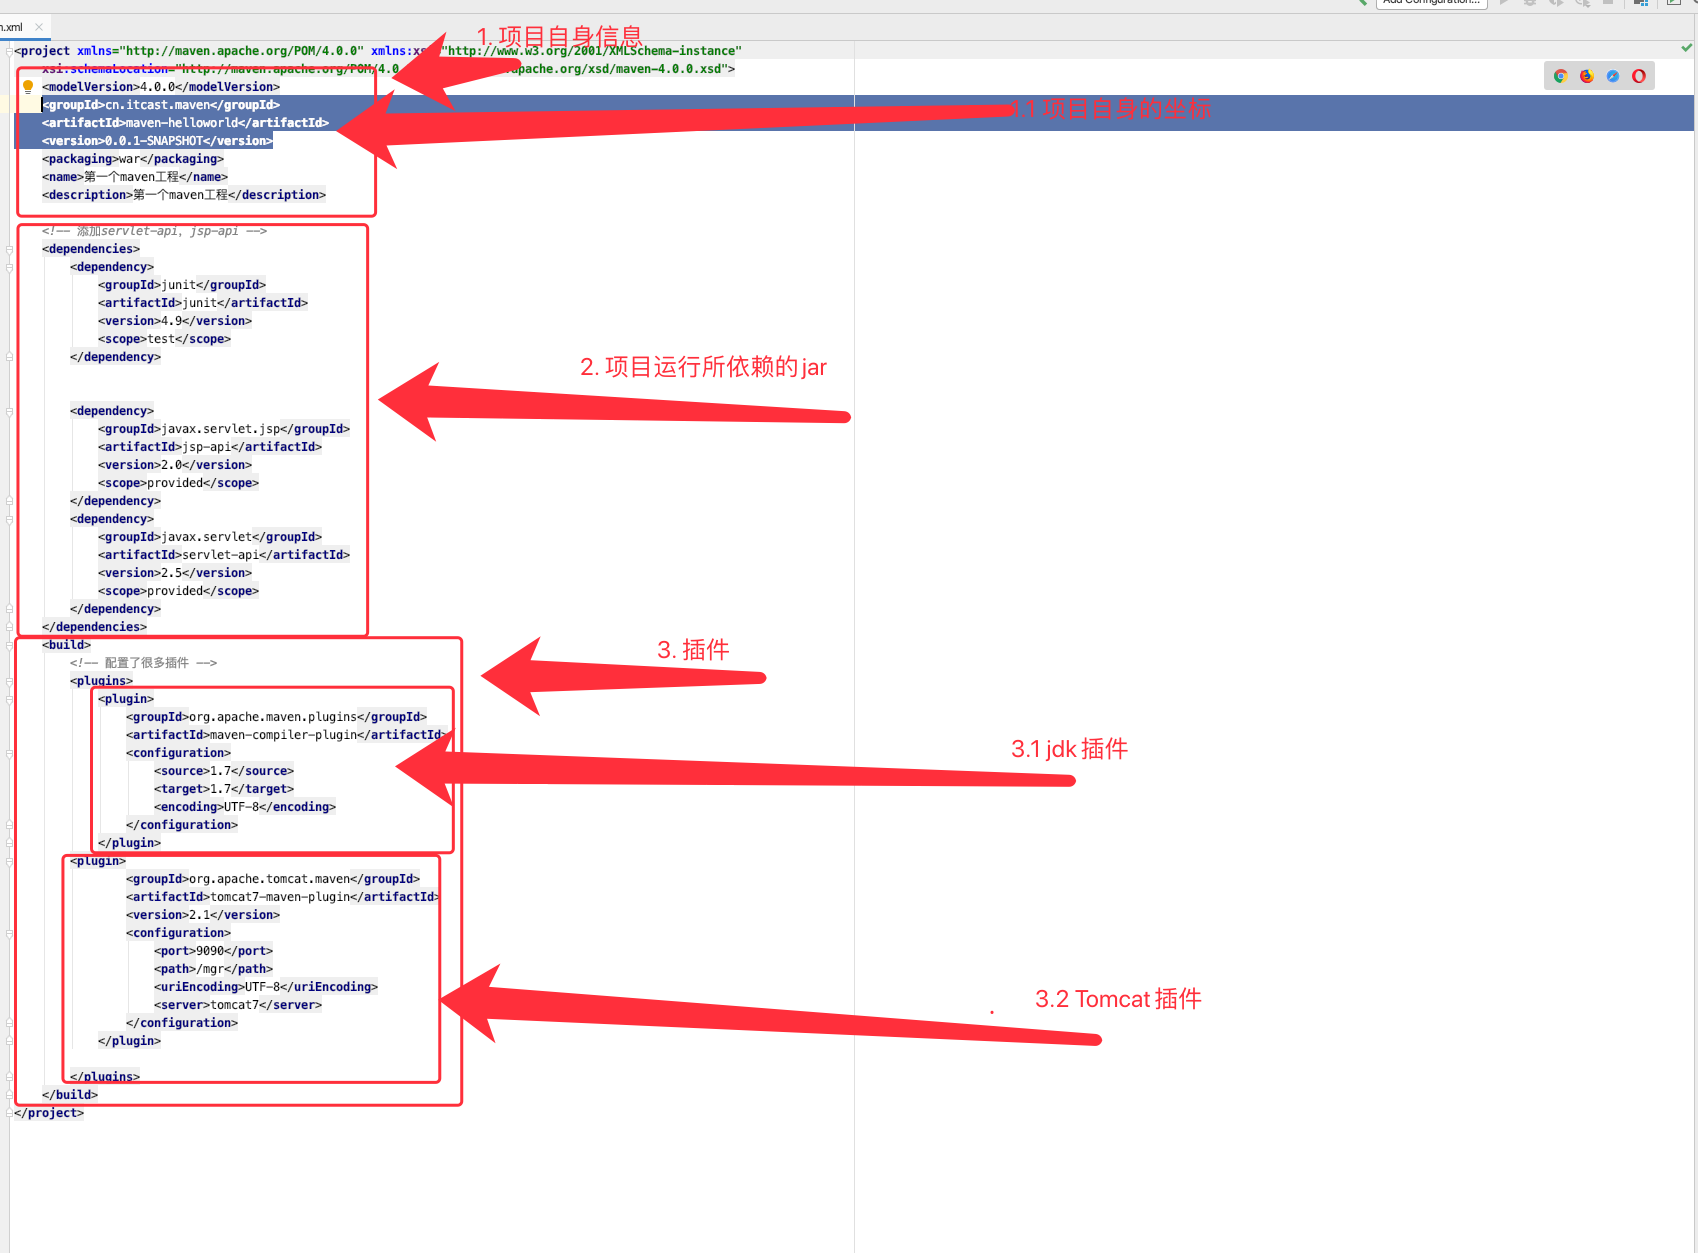 Add Configuration...
.xml
1. 项目自身信息
<project xmlns="http://maven.apache.org/POM/4.0.0" xmlns:xs "http://www.w3.org/2001/XMLSchema-instance"
xsi:schemaLocation="http://maven.apache.org/POM/4.0 apache.org/xsd/maven-4.0.0.xsd">
<modelVersion>4.0.0</modelVersion>
<groupId>cn.itcast.maven</groupId>
1.1 项目自身的坐标
<artifactId>maven-helloworld</artifactId>
<version>0.0.1-SNAPSHOT</version>
<packaging>war</packaging>
<name>第一个maven工程</name>
<description>第一个maven工程</description>
<!-- 添加servlet-api, jsp-api -->
<dependencies>
<dependency>
<groupId>junit</groupId>
<artifactId>junit</artifactId>
<version>4.9</version>
<scope>test</scope>
</dependency>
2. 项目运行所依赖的jar
<dependency>
<groupId>javax.servlet.jsp</groupId>
<artifactId>jsp-api</artifactId>
<version>2.0</version>
<scope>provided</scope>
</dependency>
<dependency>
<groupId>javax.servlet</groupId>
<artifactId>servlet-api</artifactId>
<version>2.5</version>
<scope>provided</scope>
</dependency>
</dependencies>
<build>
3. 插件
<!-- 配置了很多插件 -->
<plugins>
<plugin>
<groupId>org.apache.maven.plugins</groupId>
<artifactId>maven-compiler-plugin</artifactId>
<configuration>
3.1 jdk 插件
<source>1.7</source>
<target>1.7</target>
<encoding>UTF-8</encoding>
</configuration>
</plugin>
<plugin>
<groupId>org.apache.tomcat.maven</groupId>
<artifactId>tomcat7-maven-plugin</artifactId>
<version>2.1</version>
<configuration>
<port>9090</port>
<path>/mgr</path>
<uriEncoding>UTF-8</uriEncoding>
3.2 Tomcat 插件
<server>tomcat7</server>
</configuration>
</plugin>
</plugins>
</build>
</project>